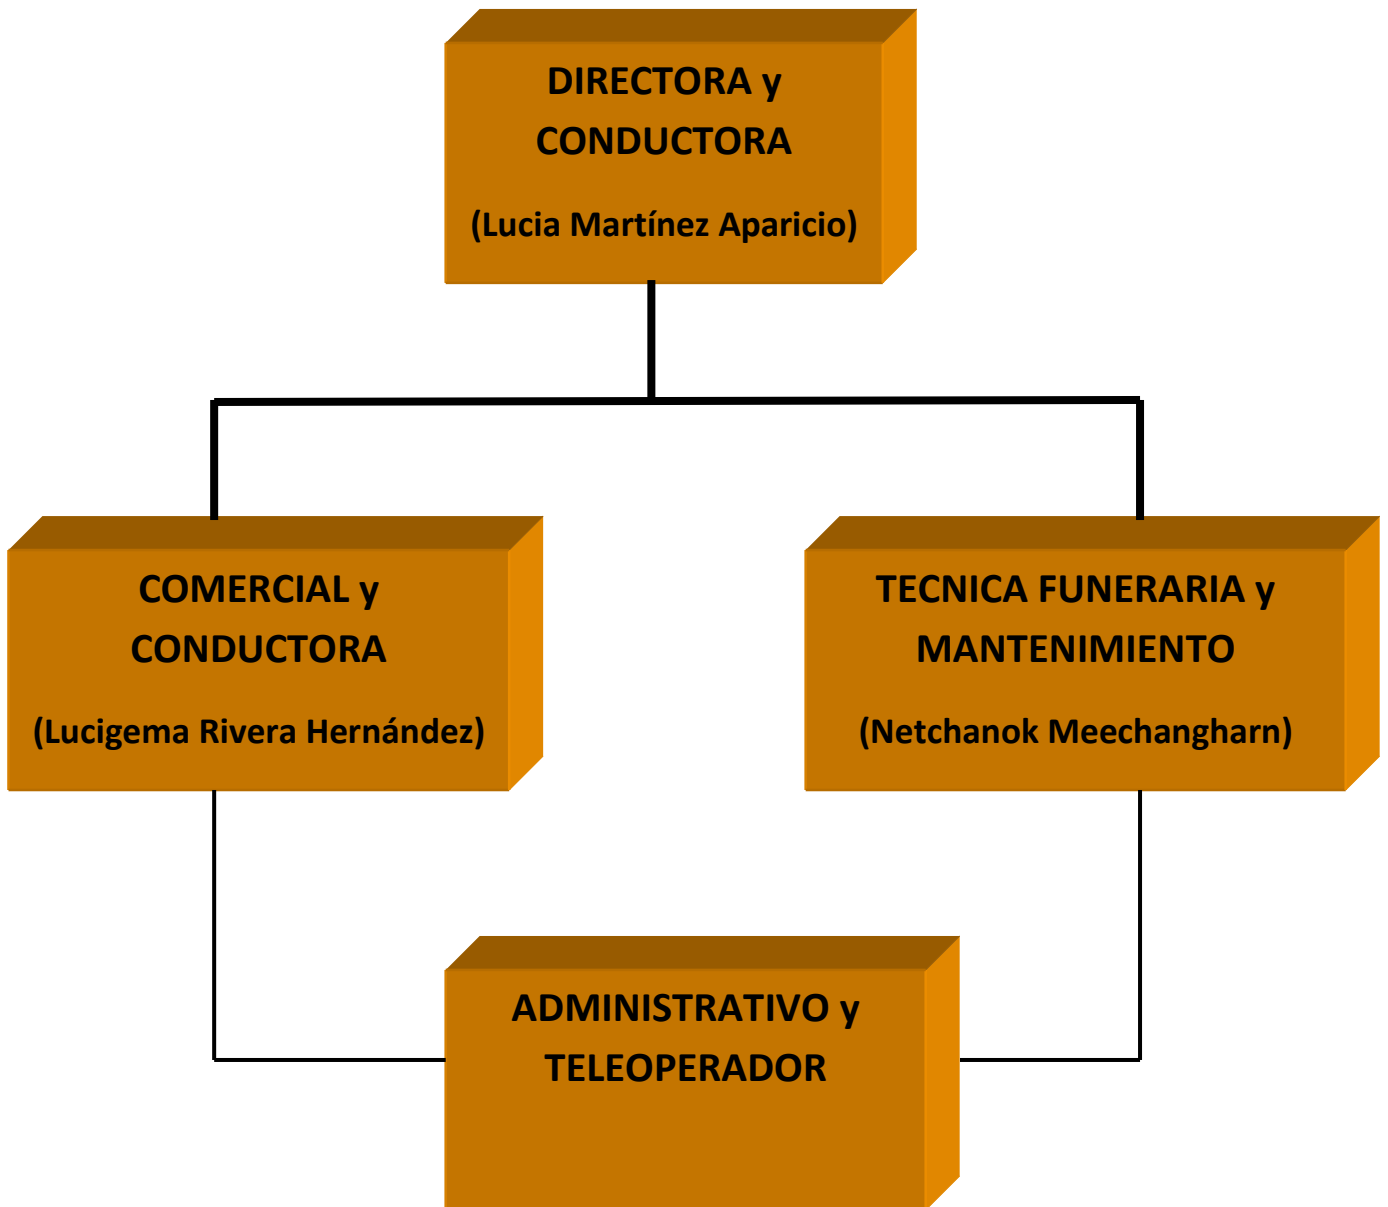 DIRECTORA y
CONDUCTORA
(Lucia Martínez Aparicio)
COMERCIAL y
CONDUCTORA
(Lucigema Rivera Hernández)
TECNICA FUNERARIA y
MANTENIMIENTO
(Netchanok Meechangharn)
ADMINISTRATIVO y
TELEOPERADOR